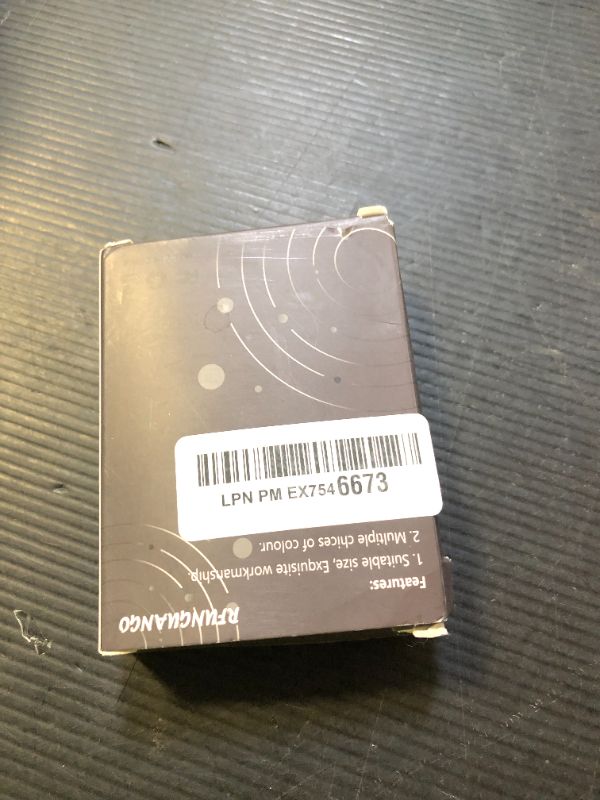 RFUNGUANGO
Features:
1. Suitable size, Exquisite workmanship.
2. Multiple chices of colour.
LPN PM EX7546673